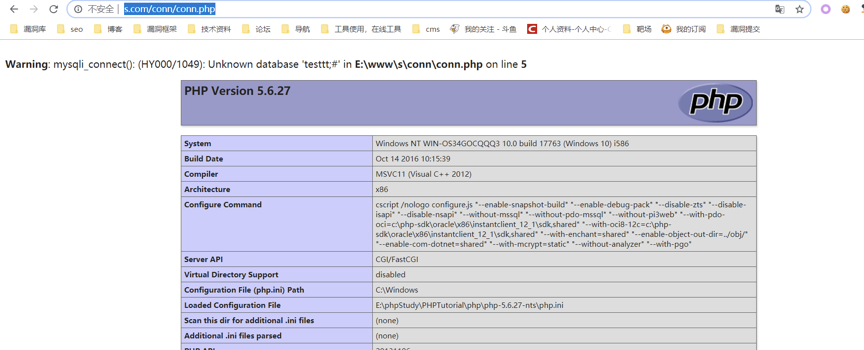 不安全 | s.com/conn/conn.php
漏洞库 seo 博客 漏洞框架 技术资料 论坛 导航 工具使用，在线工具 cms 我的关注 - 斗鱼 个人资料-个人中心-C 靶场 我的订阅 漏洞提交
Warning: mysqli_connect(): (HY000/1049): Unknown database 'testtt;#' in E:\www\s\conn\conn.php on line 5
PHP Version 5.6.27
php
System Windows NT WIN-OS34GOCQQQ3 10.0 build 17763 (Windows 10) i586
Build Date Oct 14 2016 10:15:39
Compiler MSVC11 (Visual C++ 2012)
Architecture x86
Configure Command cscript /nologo configure.js "--enable-snapshot-build" "--enable-debug-pack" "--disable-zts" "--disable-
isapi" "--disable-nsapi" "--without-mssql" "--without-pdo-mssql" "--without-pi3web" "--with-pdo-
oci=c:\php-sdk\oracle\x86\instantclient_12_1\sdk,shared" "--with-oci8-12c=c:\php-
sdk\oracle\x86\instantclient_12_1\sdk,shared" "--with-enchant=shared" "--enable-object-out-dir=../obj/"
"--enable-com-dotnet=shared" "--with-mcrypt=static" "--without-analyzer" "--with-pgo"
Server API CGI/FastCGI
Virtual Directory Support disabled
Configuration File (php.ini) Path C:\Windows
Loaded Configuration File E:\phpStudy\PHPTutorial\php\php-5.6.27-nts\php.ini
Scan this dir for additional .ini files (none)
Additional .ini files parsed (none)